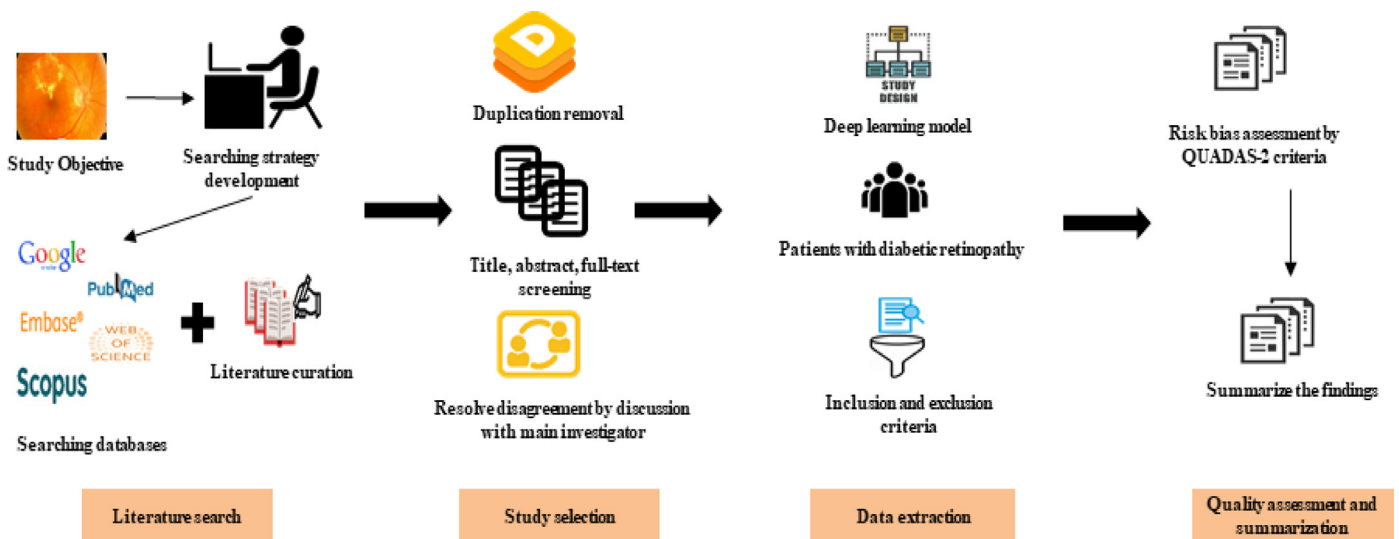 Study Objective
Searching strategy
development
Google
PubMed
Embase®
WEB
OF
SCIENCE
Scopus
Literature curation
Searching databases
Literature search
D
Duplication removal
Title, abstract, full-text
screening
Resolve disagreement by discussion
with main investigator
Study selection
STUDY
DESIGN
Deep learning model
Patients with diabetic retinopathy
Inclusion and exclusion
criteria
Data extraction
Risk bias assessment by
QUADAS-2 criteria
Summarize the findings
Quality assessment and
summarization